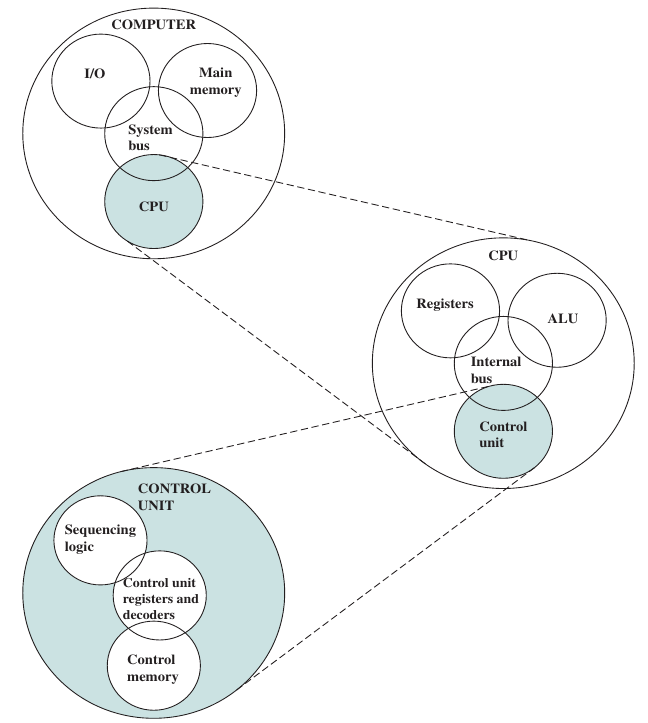 COMPUTER
I/O
Main
memory
System
bus
CPU
CPU
Registers
ALU
Internal
bus
Control
unit
CONTROL
UNIT
Sequencing
logic
Control unit
registers and
decoders
Control
memory